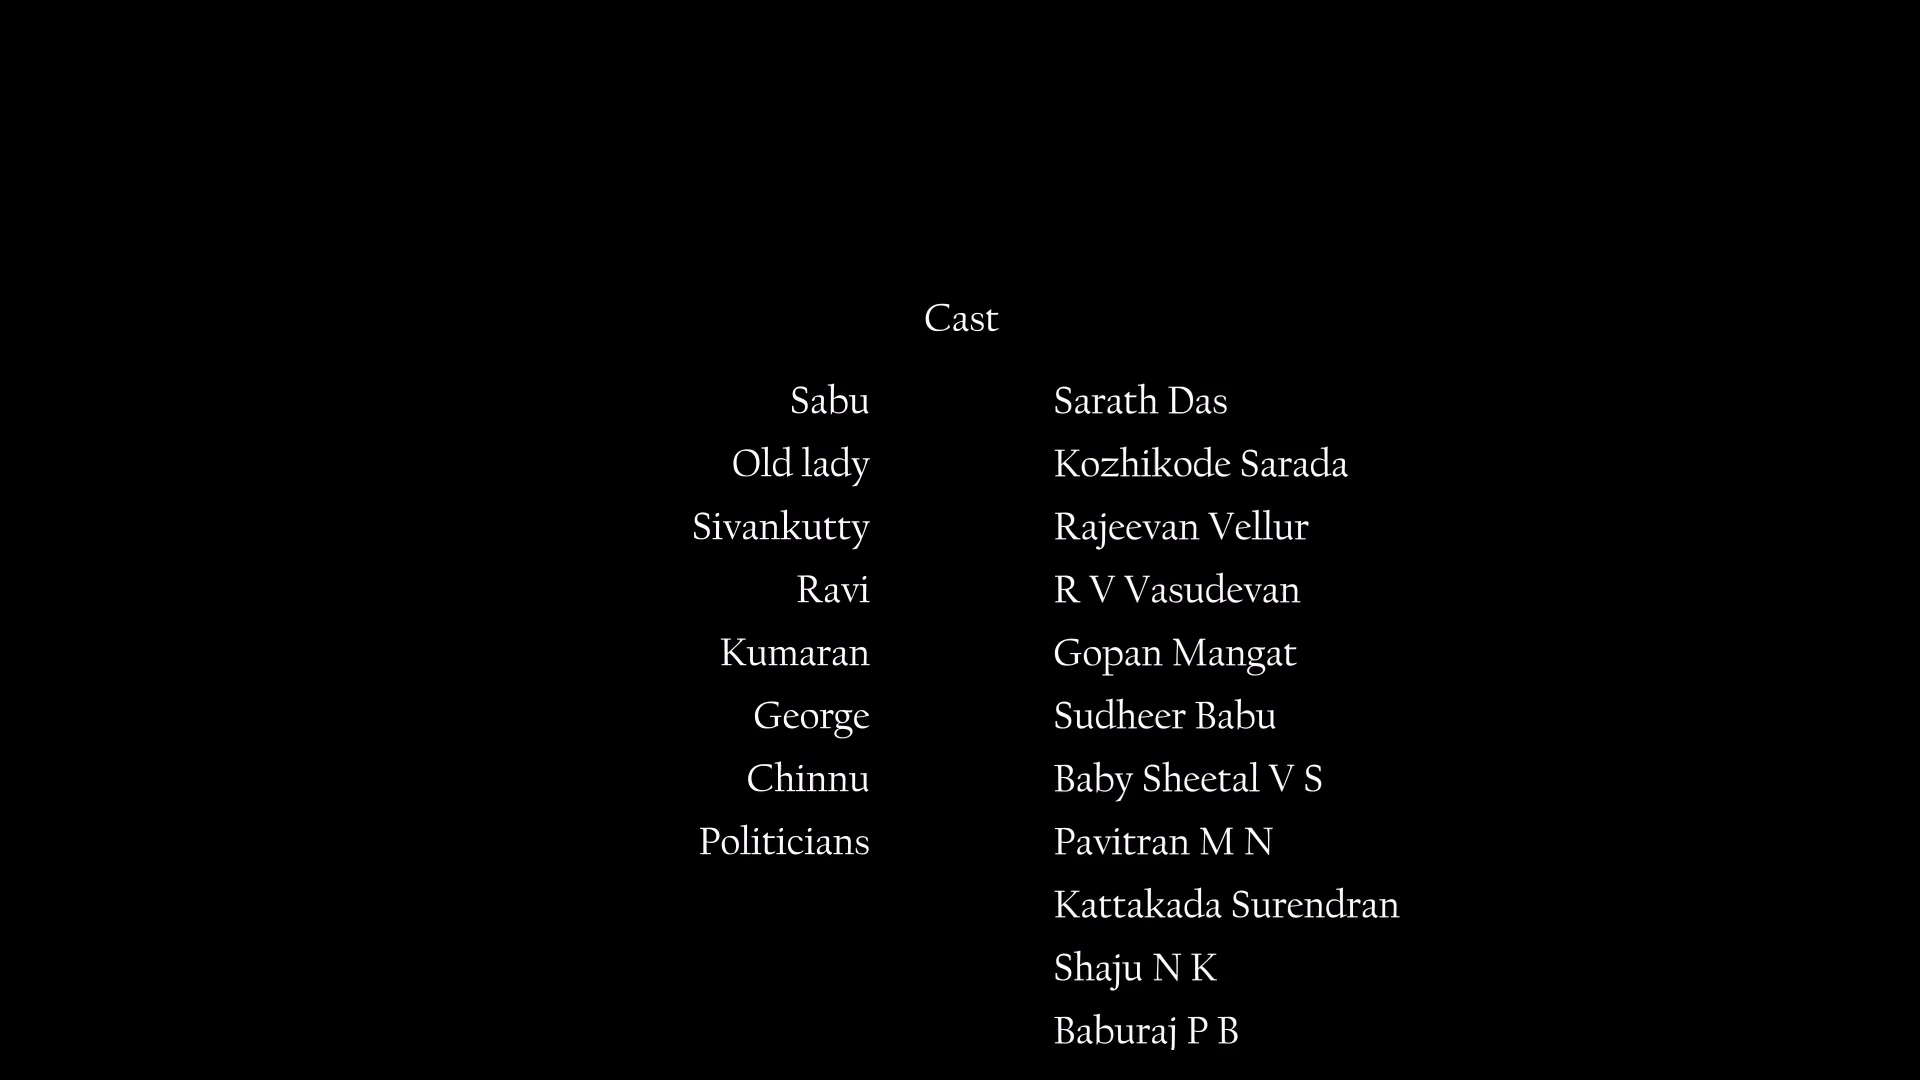 Cast
Sabu Sarath Das
Old lady Kozhikode Sarada
Sivankutty Rajeevan Vellur
Ravi R V Vasudevan
Kumaran Gopan Mangat
George Sudheer Babu
Chinnu Baby Sheetal V S
Politicians Pavitran M N
Kattakada Surendran
Shaju N K
Baburaj P B